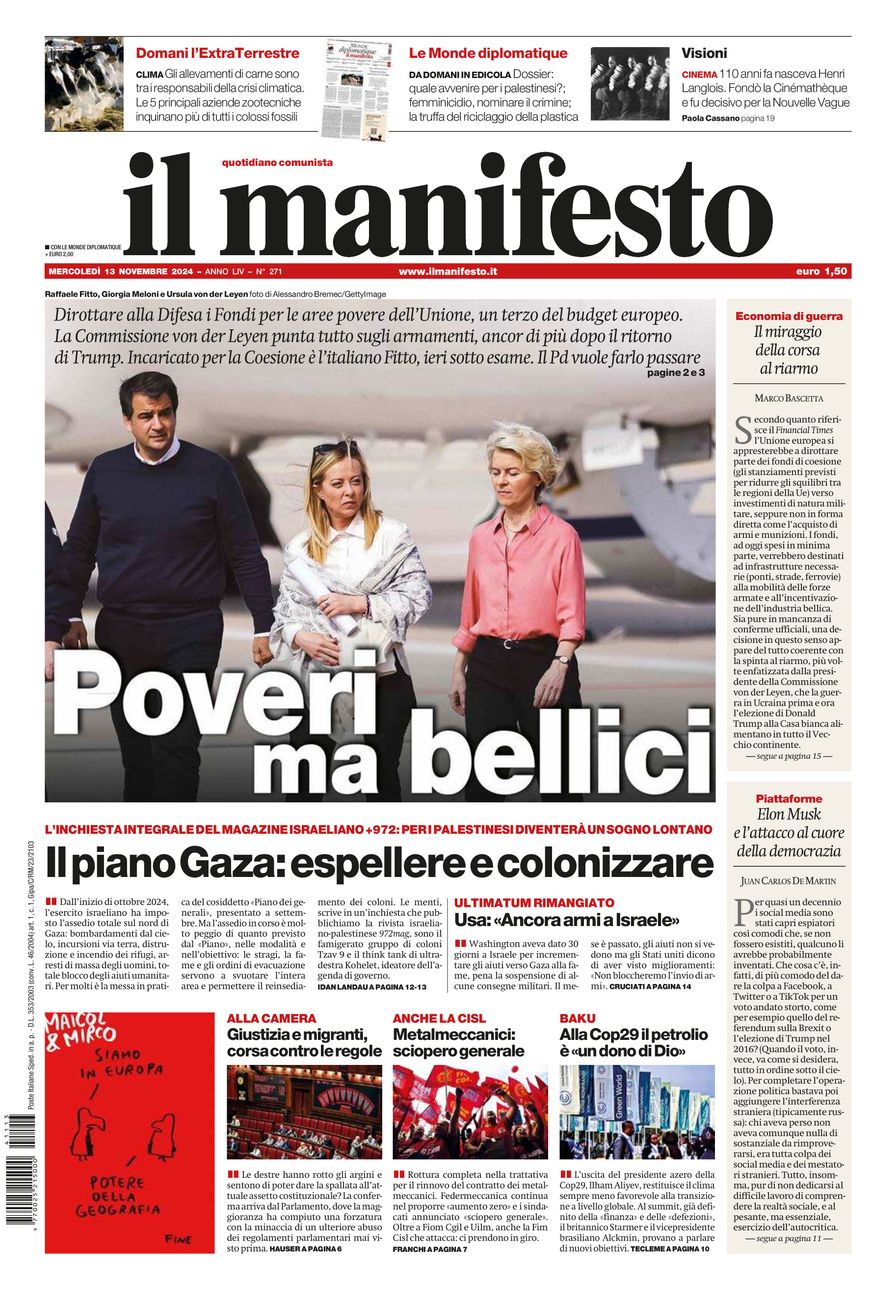 Domani l'ExtraTerrestre
CLIMA Gli allevamenti di carne sono
tra i responsabili della crisi climatica.
Le 5 principali aziende zootecniche
inquinano più di tutti i colossi fossili
Le Monde diplomatique
DA DOMANI IN EDICOLA Dossier:
quale avvenire per i palestinesi?;
femminicidio, nominare il crimine;
la truffa del riciclaggio della plastica
Visioni
CINEMA 110 anni fa nasceva Henri
Langlois. Fondò la Cinémathèque
e fu decisivo per la Nouvelle Vague
Paola Cassano pagina 19
quotidiano comunista
il manifesto
■ CON LE MONDE DIPLOMATIQUE
+ EURO 2,00
MERCOLEDÌ 13 NOVEMBRE 2024 – ANNO LIV – N° 271
www.ilmanifesto.it
euro 1,50
Raffaele Fitto, Giorgia Meloni e Ursula von der Leyen foto di Alessandro Bremec/GettyImage
Dirottare alla Difesa i Fondi per le aree povere dell'Unione, un terzo del budget europeo.
La Commissione von der Leyen punta tutto sugli armamenti, ancor di più dopo il ritorno
di Trump. Incaricato per la Coesione è l'italiano Fitto, ieri sotto esame. Il Pd vuole farlo passare
pagine 2 e 3
Poveri
ma bellici
Economia di guerra
Il miraggio
della corsa
al riarmo
MARCO BASCETTA
Secondo quanto riferi-
sce il Financial Times
l'Unione europea si
appresterebbe a dirottare
parte dei fondi di coesione
(gli stanziamenti previsti
per ridurre gli squilibri tra
le regioni della Ue) verso
investimenti di natura mili-
tare, seppure non in forma
diretta come l'acquisto di
armi e munizioni. I fondi,
ad oggi spesi in minima
parte, verrebbero destinati
ad infrastrutture necessa-
rie (ponti, strade, ferrovie)
alla mobilità delle forze
armate e all'incentivazio-
ne dell'industria bellica.
Sia pure in mancanza di
conferme ufficiali, una de-
cisione in questo senso ap-
pare del tutto coerente con
la spinta al riarmo, più vol-
te enfatizzata dalla presi-
dente della Commissione
von der Leyen, che la guer-
ra in Ucraina prima e ora
l'elezione di Donald
Trump alla Casa bianca ali-
mentano in tutto il Vec-
chio continente.
— segue a pagina 15 —
Piattaforme
Elon Musk
e l'attacco al cuore
della democrazia
JUAN CARLOS DE MARTIN
Per quasi un decennio
i social media sono
stati capri espiatori
così comodi che, se non
fossero esistiti, qualcuno li
avrebbe probabilmente
inventati. Che cosa c'è, in-
fatti, di più comodo del da-
re la colpa a Facebook, a
Twitter o a TikTok per un
voto andato storto, come
per esempio quello del re-
ferendum sulla Brexit o
l'elezione di Trump nel
2016? (Quando il voto, in-
vece, va come si desidera,
tutto in ordine sotto il cie-
lo). Per completare l'opera-
zione politica bastava poi
aggiungere l'interferenza
straniera (tipicamente rus-
sa): chi aveva perso non
aveva comunque nulla di
sostanziale da rimprove-
rarsi, era tutta colpa dei
social media e dei mestato-
ri stranieri. Tutto, insom-
ma, pur di non dedicarsi al
difficile lavoro di compren-
dere la realtà sociale, e al
pesante, ma essenziale,
esercizio dell'autocritica.
— segue a pagina 11 —
L'INCHIESTA INTEGRALE DEL MAGAZINE ISRAELIANO +972: PER I PALESTINESI DIVENTERÀ UN SOGNO LONTANO
Il piano Gaza: espellere e colonizzare
Dall'inizio di ottobre 2024,
l'esercito israeliano ha impo-
sto l'assedio totale sul nord di
Gaza: bombardamenti dal cie-
lo, incursioni via terra, distru-
zione e incendio dei rifugi, ar-
resti di massa degli uomini, to-
tale blocco degli aiuti umanita-
ri. Per molti è la messa in prati-
ca del cosiddetto «Piano dei ge-
nerali», presentato a settem-
bre. Ma l'assedio in corso è mol-
to peggio di quanto previsto
dal «Piano», nelle modalità e
nell'obiettivo: le stragi, la fa-
me e gli ordini di evacuazione
servono a svuotare l'intera
area e permettere il reinsedia-
mento dei coloni. Le menti,
scrive in un'inchiesta che pub-
blichiamo la rivista israelia-
no-palestinese 972mag, sono il
famigerato gruppo di coloni
Tzav 9 e il think tank di ultra-
destra Kohelet, ideatore dell'a-
genda di governo.
IDAN LANDAU A PAGINA 12-13
ULTIMATUM RIMANGIATO
Usa: «Ancora armi a Israele»
Washington aveva dato 30
giorni a Israele per incremen-
tare gli aiuti verso Gaza alla fa-
me, pena la sospensione di al-
cune consegne militari. Il me-
se è passato, gli aiuti non si ve-
dono ma gli Stati uniti dicono
di aver visto miglioramenti:
«Non bloccheremo l'invio di ar-
mi». CRUCIATI A PAGINA 14
MAICOL
& MIRCO
SIAMO
IN EUROPA
POTERE
DELLA
GEOGRAFIA
FINE
ALLA CAMERA
Giustizia e migranti,
corsa contro le regole
Le destre hanno rotto gli argini e
sentono di poter dare la spallata all'at-
tuale assetto costituzionale? La confer-
ma arriva dal Parlamento, dove la mag-
gioranza ha compiuto una forzatura
con la minaccia di un ulteriore abuso
dei regolamenti parlamentari mai vi-
sto prima. HAUSER A PAGINA 6
ANCHE LA CISL
Metalmeccanici:
sciopero generale
Rottura completa nella trattativa
per il rinnovo del contratto dei metal-
meccanici. Federmeccanica continua
nel proporre «aumento zero» e i sinda-
cati annunciato «sciopero generale».
Oltre a Fiom Cgil e Uilm, anche la Fim
Cisl che attacca: ci prendono in giro.
FRANCHI A PAGINA 7
BAKU
Alla Cop29 il petrolio
è «un dono di Dio»
Green World
L'uscita del presidente azero della
Cop29, Ilham Aliyev, restituisce il clima
sempre meno favorevole alla transizio-
ne a livello globale. Al summit, già defi-
nito della «finanza» e delle «defezioni»,
il britannico Starmer e il vicepresidente
brasiliano Alckmin, provano a parlare
di nuovi obiettivi. TECLEME A PAGINA 10
Poste Italiane Sped. in a. p. - D.L. 353/2003 (conv. L. 46/2004) art. 1, c. 1, Gipa/C/RM/23/2103
41113
9 770025 215000